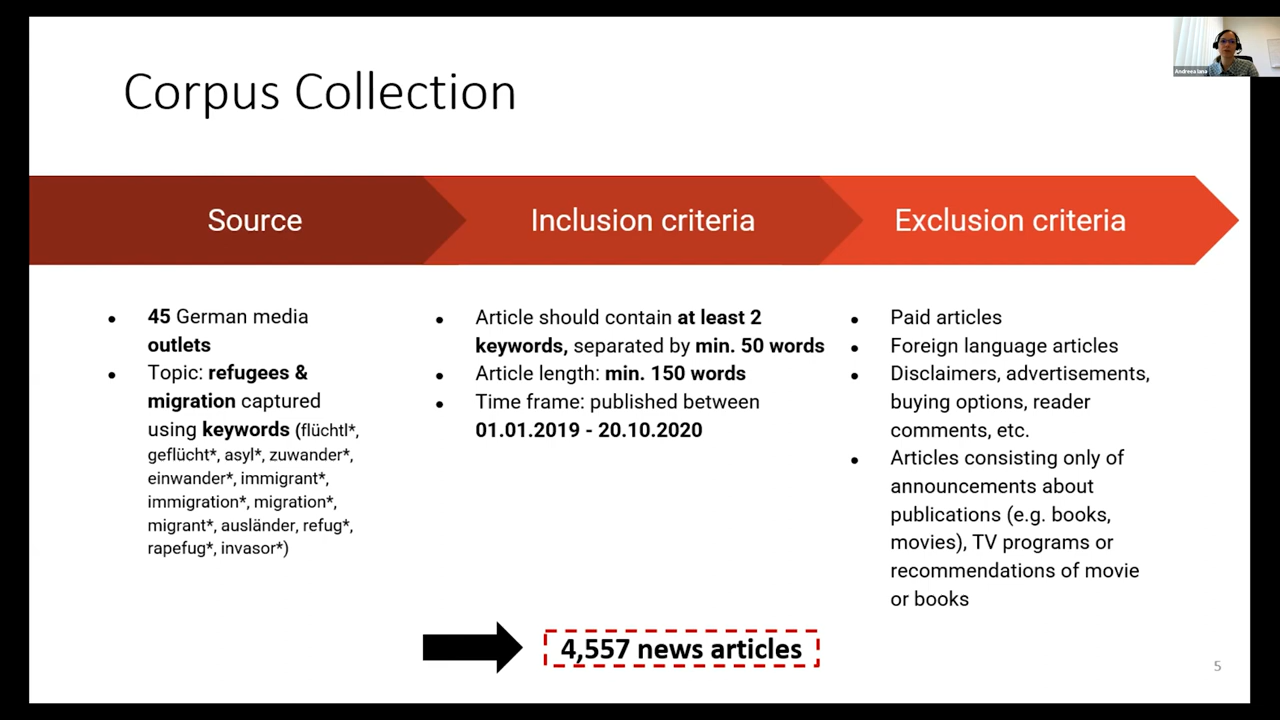 Corpus Collection
Andreea Iana
Source
Inclusion criteria
Exclusion criteria
• 45 German media
outlets
• Topic: refugees &
migration captured
using keywords (flüchtl*,
geflücht*, asyl*, zuwander*,
einwander*, immigrant*,
immigration*, migration*,
migrant*, ausländer, refug*,
rapefug*, invasor*)
• Article should contain at least 2
keywords, separated by min. 50 words
• Article length: min. 150 words
• Time frame: published between
01.01.2019 - 20.10.2020
• Paid articles
• Foreign language articles
• Disclaimers, advertisements,
buying options, reader
comments, etc.
• Articles consisting only of
announcements about
publications (e.g. books,
movies), TV programs or
recommendations of movie
or books
4,557 news articles
5